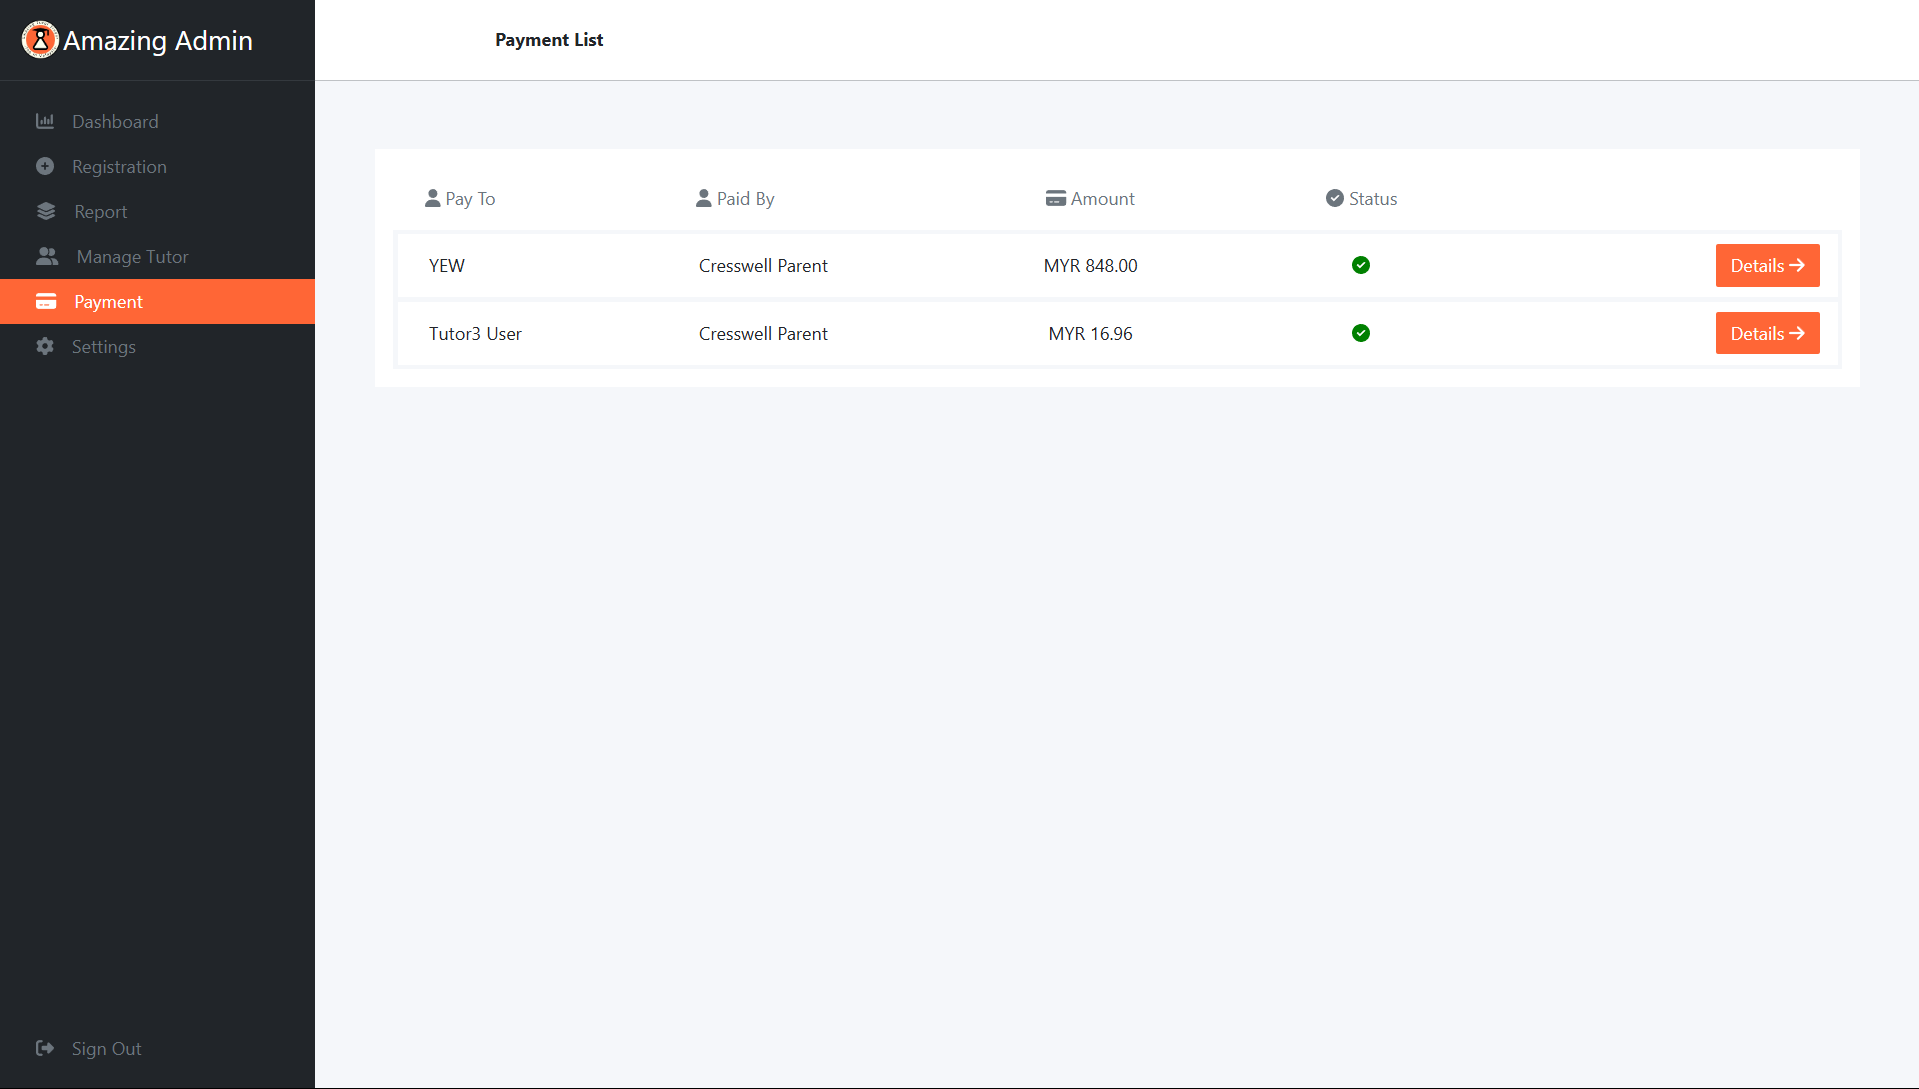 Amazing Admin
Payment List
Dashboard
Registration
Report
Manage Tutor
Payment
Settings
Sign Out
Pay To Paid By Amount Status
YEW Cresswell Parent MYR 848.00 Details
Tutor3 User Cresswell Parent MYR 16.96 Details